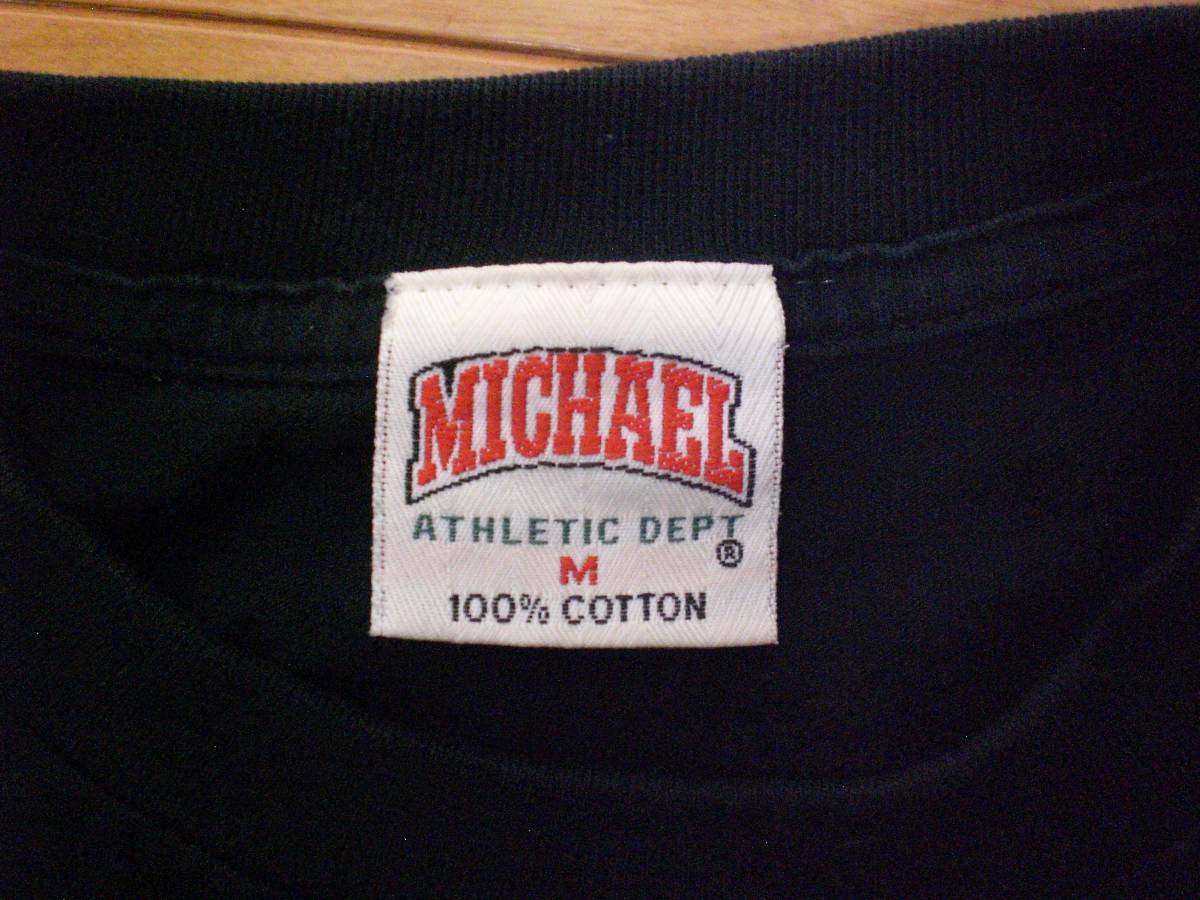 MICHAEL
ATHLETIC DEPT
®
M
100% COTTON